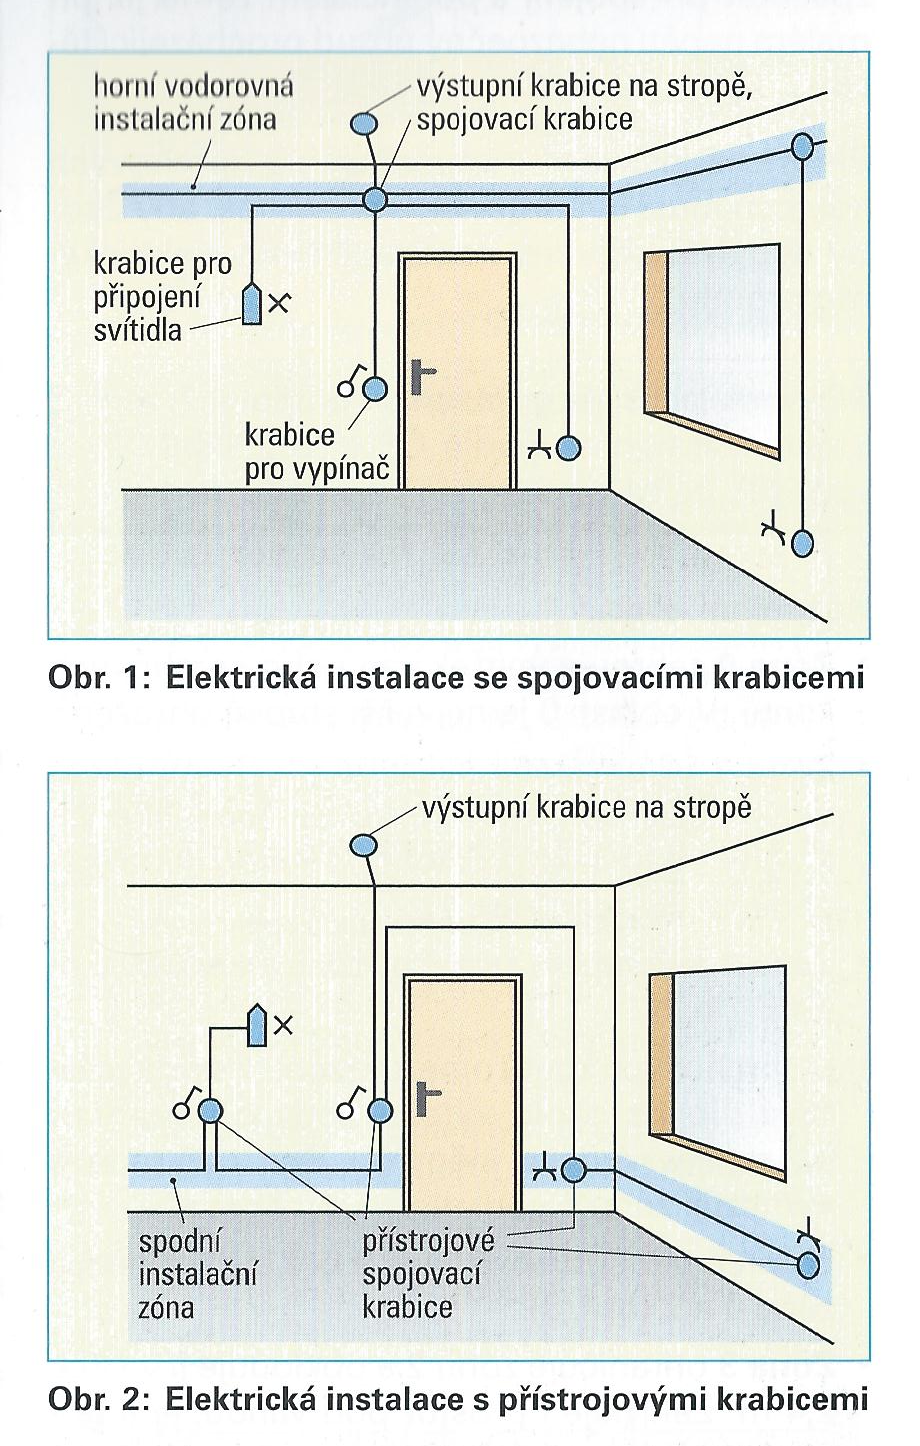 horní vodorovná
instalační zóna
výstupní krabice na stropě,
spojovací krabice
krabice pro
připojení
svítidla
krabice
pro vypínač
Obr. 1: Elektrická instalace se spojovacími krabicemi
výstupní krabice na stropě
spodní
instalační
zóna
přístrojové
spojovací
krabice
Obr. 2: Elektrická instalace s přístrojovými krabicemi